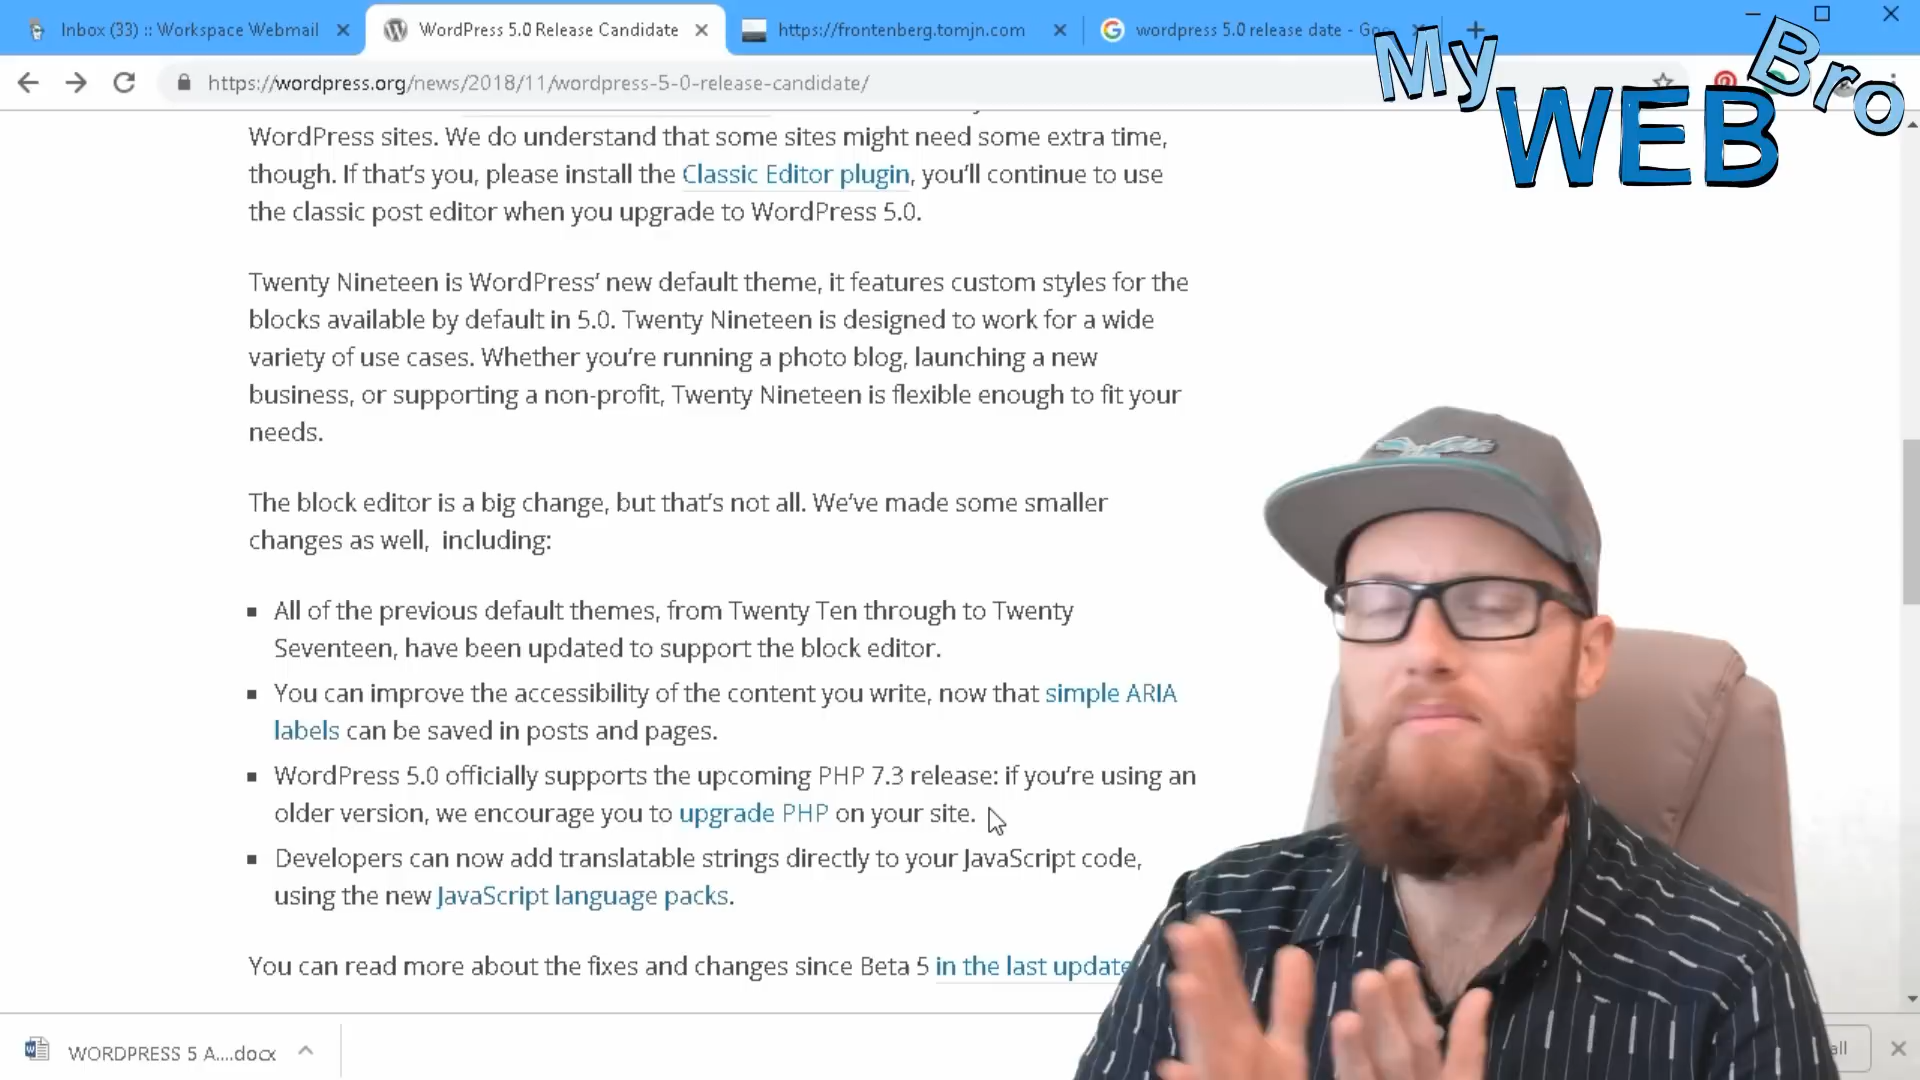 Inbox (33) :: Workspace Webmail
WordPress 5.0 Release Candidate
https://frontenberg.tomjn.com
wordpress 5.0 release date - Goo
https://wordpress.org/news/2018/11/wordpress-5-0-release-candidate/
My WEB Bro
WordPress sites. We do understand that some sites might need some extra time,
though. If that's you, please install the Classic Editor plugin, you'll continue to use
the classic post editor when you upgrade to WordPress 5.0.
Twenty Nineteen is WordPress' new default theme, it features custom styles for the
blocks available by default in 5.0. Twenty Nineteen is designed to work for a wide
variety of use cases. Whether you're running a photo blog, launching a new
business, or supporting a non-profit, Twenty Nineteen is flexible enough to fit your
needs.
The block editor is a big change, but that's not all. We've made some smaller
changes as well, including:
All of the previous default themes, from Twenty Ten through to Twenty
Seventeen, have been updated to support the block editor.
You can improve the accessibility of the content you write, now that simple ARIA
labels can be saved in posts and pages.
WordPress 5.0 officially supports the upcoming PHP 7.3 release: if you're using an
older version, we encourage you to upgrade PHP on your site.
Developers can now add translatable strings directly to your JavaScript code,
using the new JavaScript language packs.
You can read more about the fixes and changes since Beta 5 in the last update
WORDPRESS 5 A....docx
all